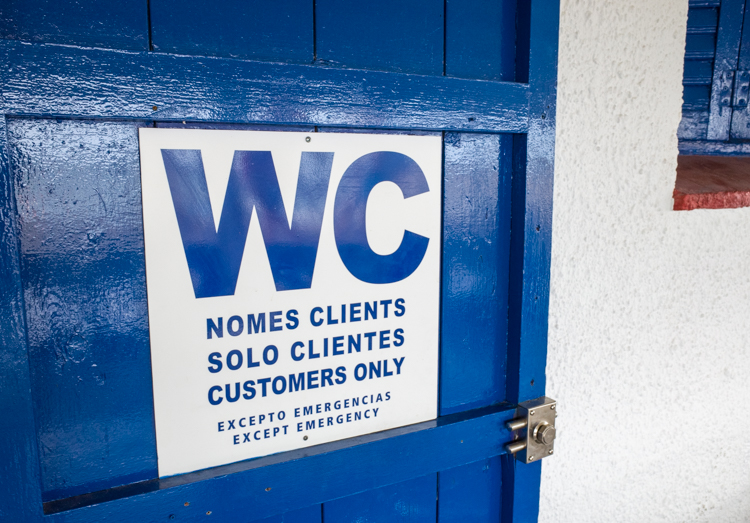 WC
NOMES CLIENTS
SOLO CLIENTES
CUSTOMERS ONLY
EXCEPTO EMERGENCIAS
EXCEPT EMERGENCY